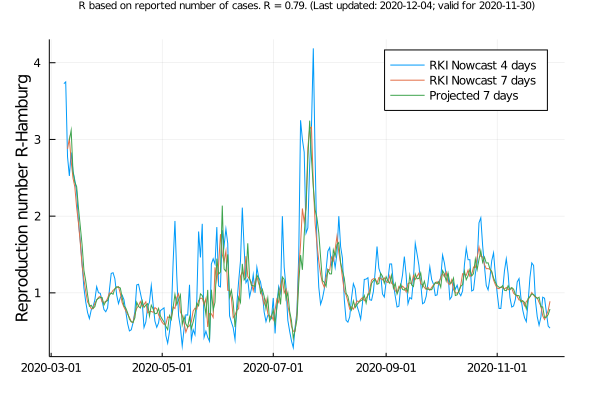 R based on reported number of cases. R = 0.79. (Last updated: 2020-12-04; valid for 2020-11-30)
Reproduction number R-Hamburg
4
3
2
1
RKI Nowcast 4 days
RKI Nowcast 7 days
Projected 7 days
2020-03-01
2020-05-01
2020-07-01
2020-09-01
2020-11-01